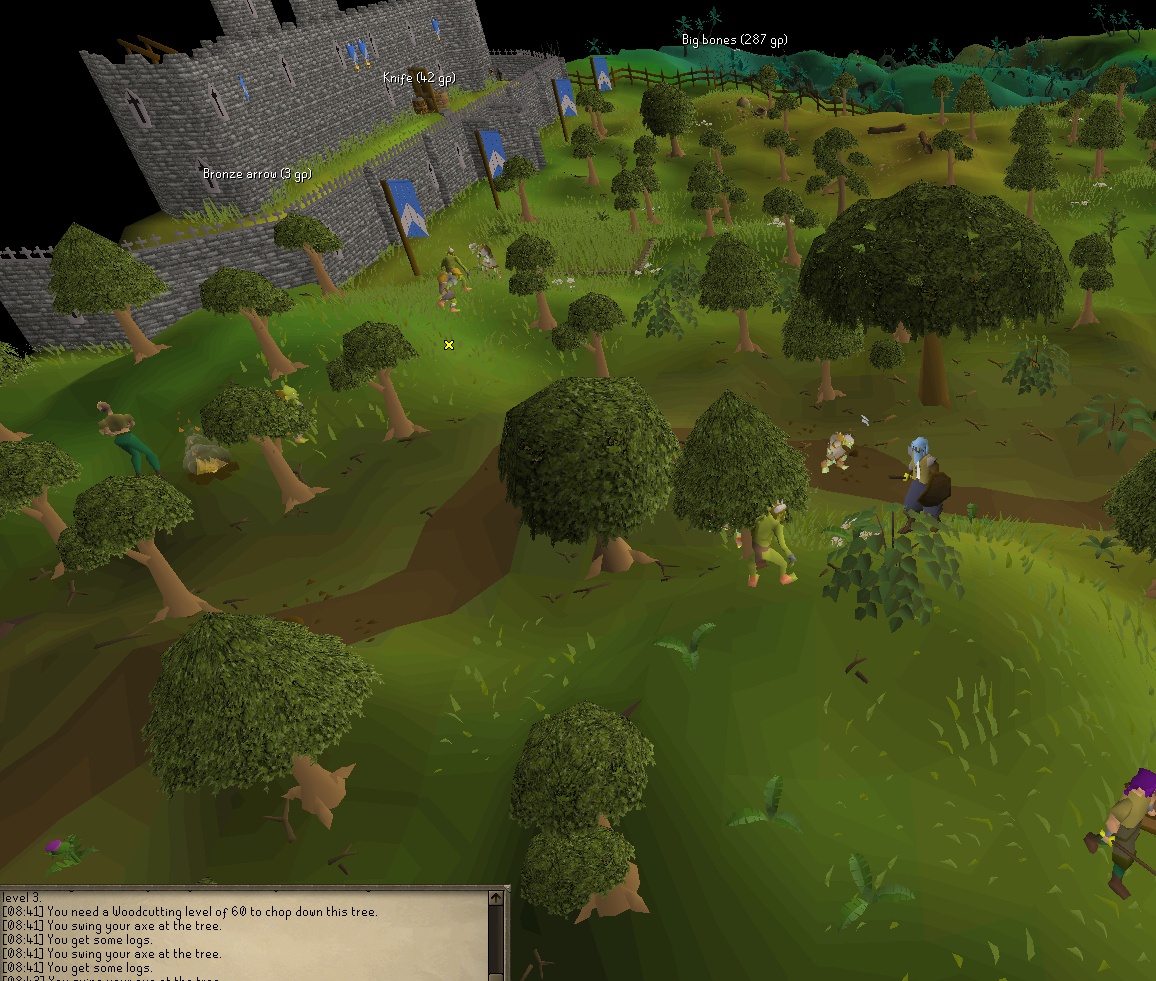 Big bones (287 gp)
Knife (42 gp)
Bronze arrow (3 gp)
level 3.
[08:41] You need a Woodcutting level of 60 to chop down this tree.
[08:41] You swing your axe at the tree.
[08:41] You get some logs.
[08:41] You swing your axe at the tree.
[08:41] You get some logs.